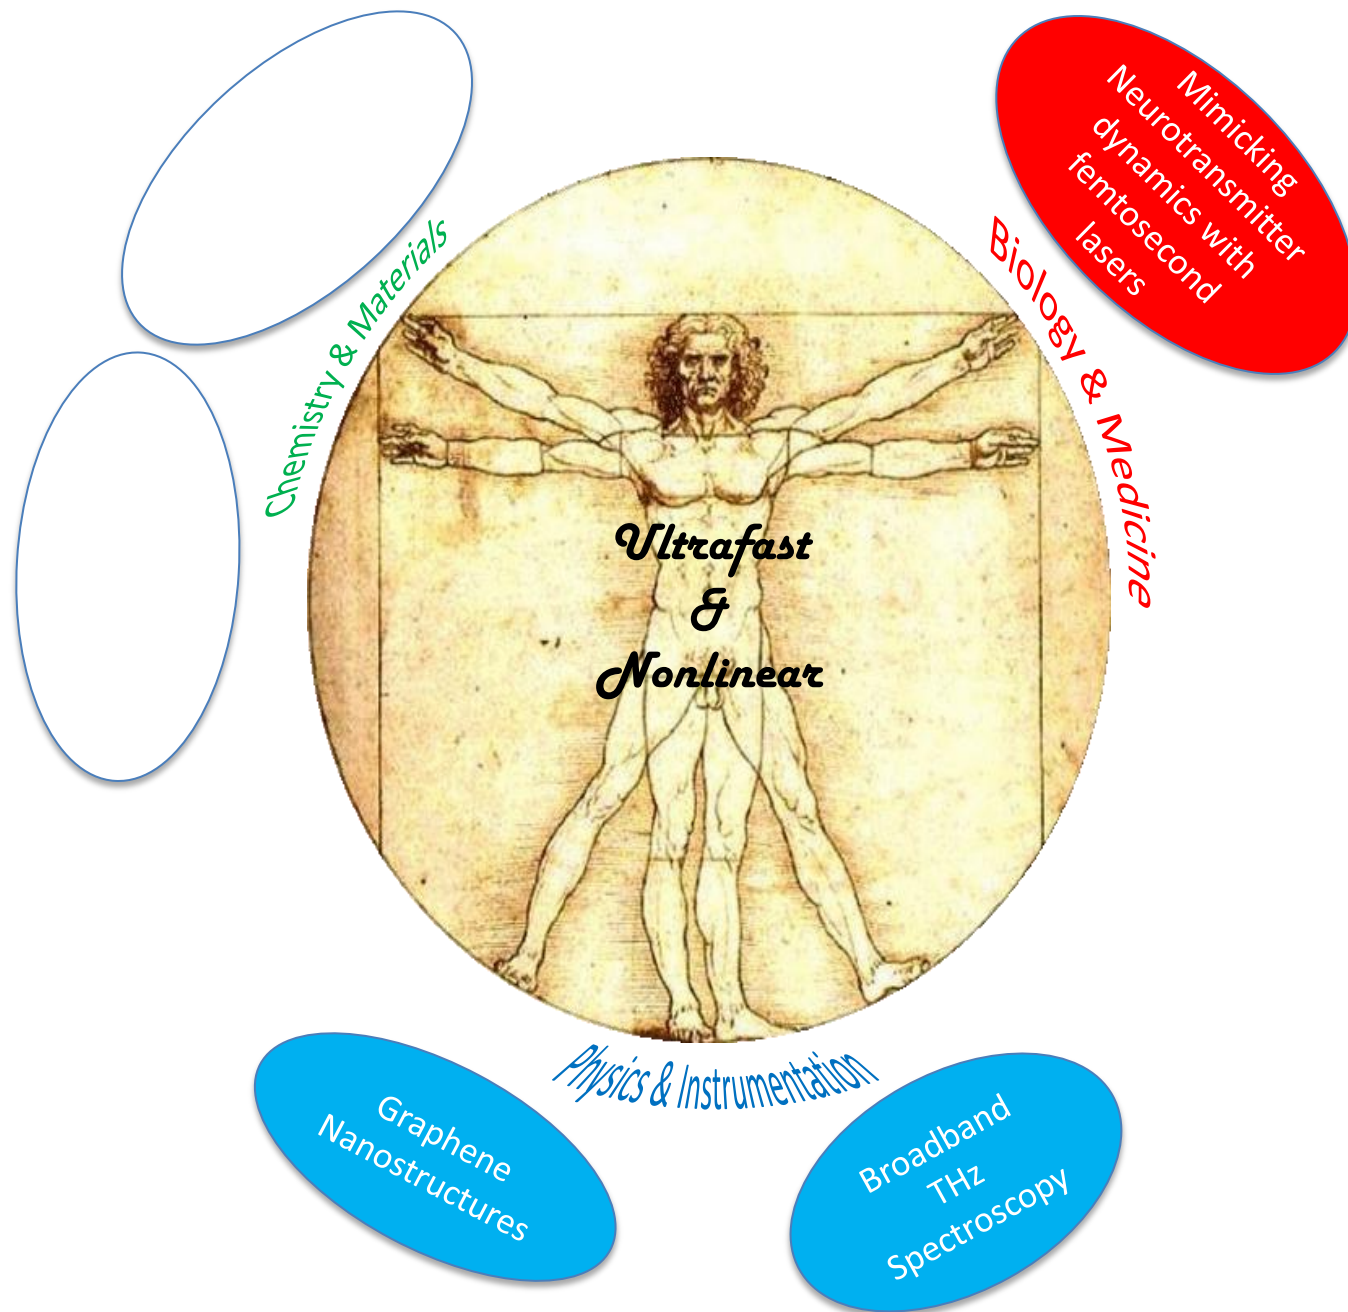 Mimicking
Neurotransmitter
dynamics with
femtosecond
lasers
Chemistry & Materials
Biology & Medicine
Ultrafast
&
Nonlinear
Physics & Instrumentation
Graphene
Nanostructures
Broadband
THz
Spectroscopy